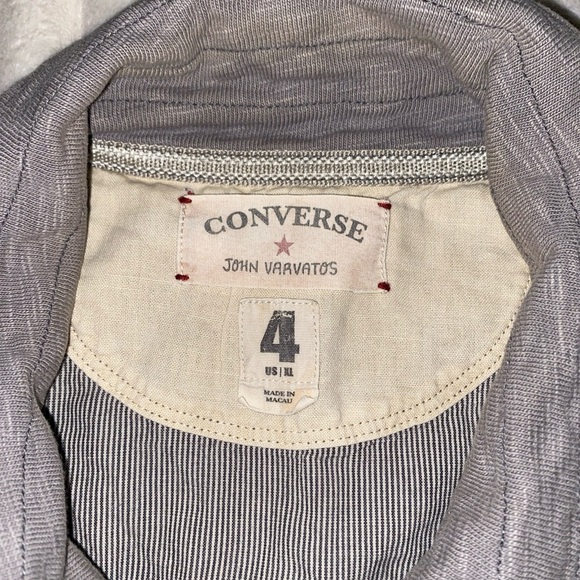 CONVERSE
JOHN VARVATOS
4
US | XL
MADE IN
MACAU